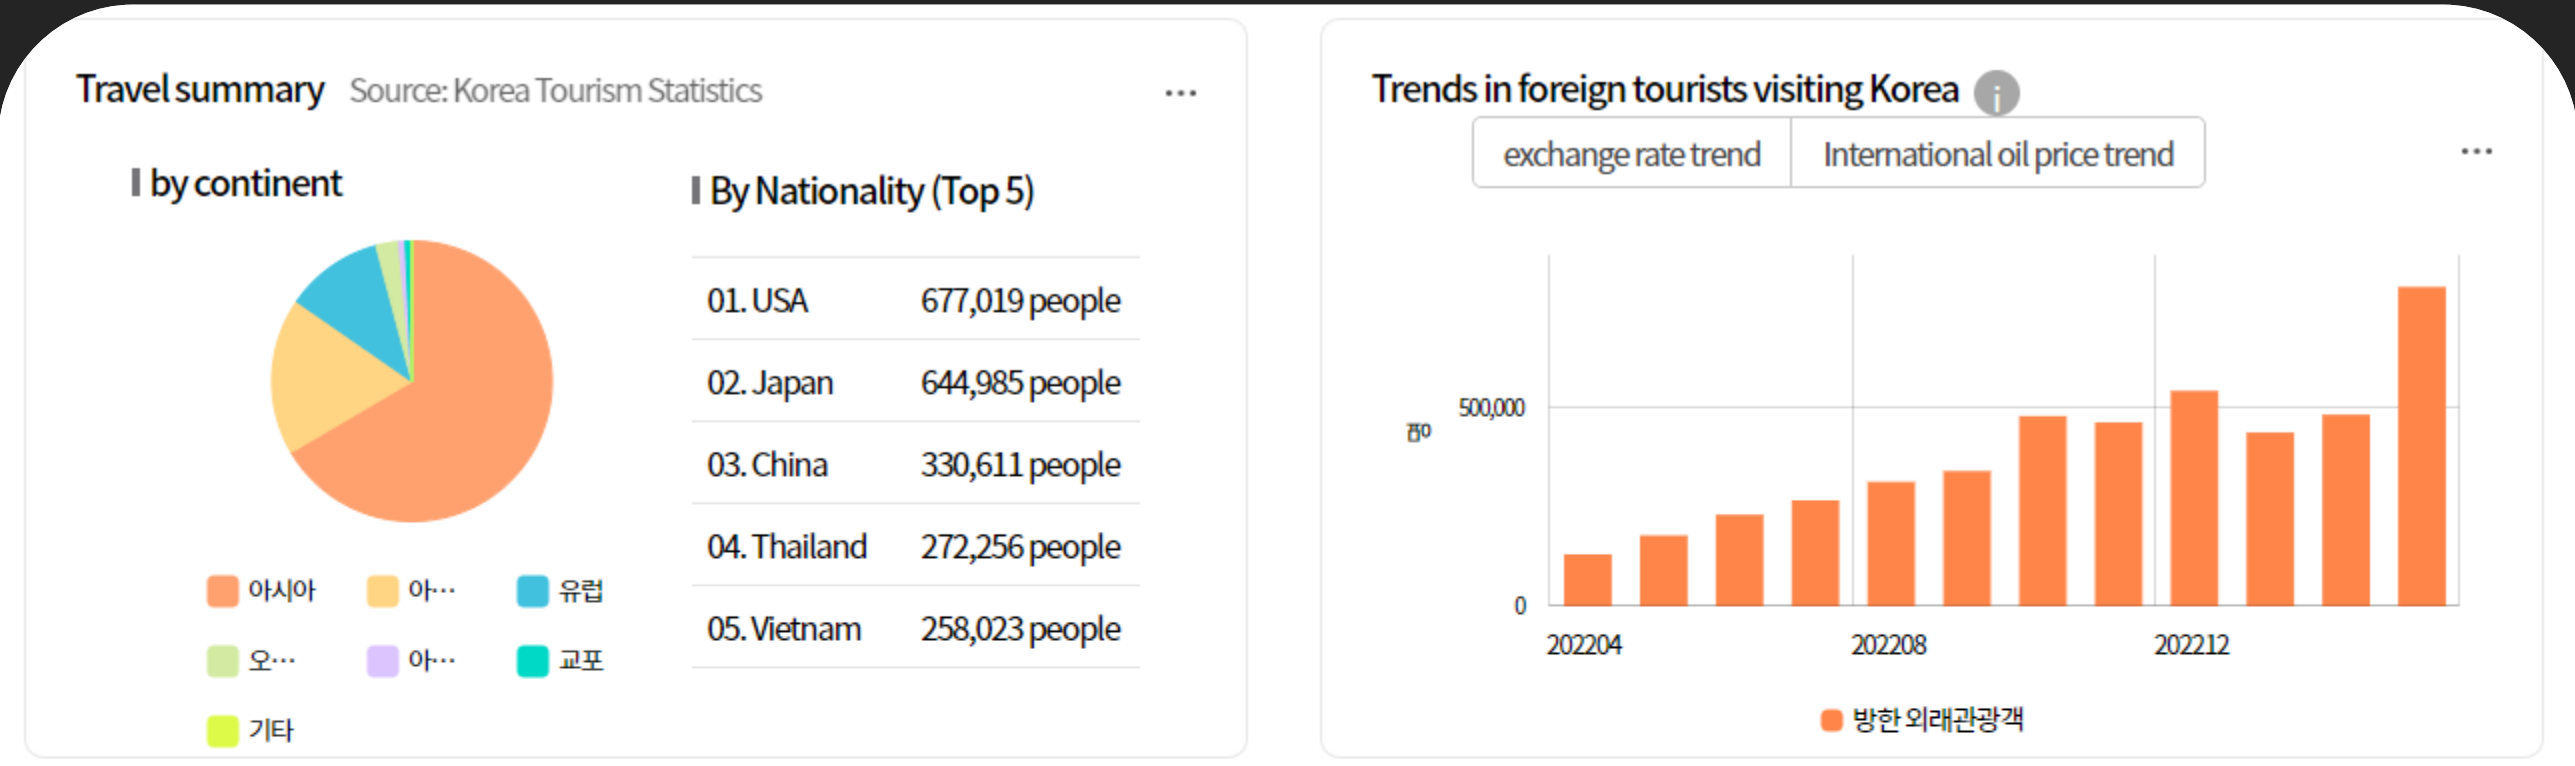 Travel summary Source: Korea Tourism Statistics
by continent
아시아
아…
유럽
오…
아…
교포
기타
By Nationality (Top 5)
01. USA 677,019 people
02. Japan 644,985 people
03. China 330,611 people
04. Thailand 272,256 people
05. Vietnam 258,023 people
Trends in foreign tourists visiting Korea i
exchange rate trend
International oil price trend
명
500,000
0
202204
202208
202212
방한 외래관광객